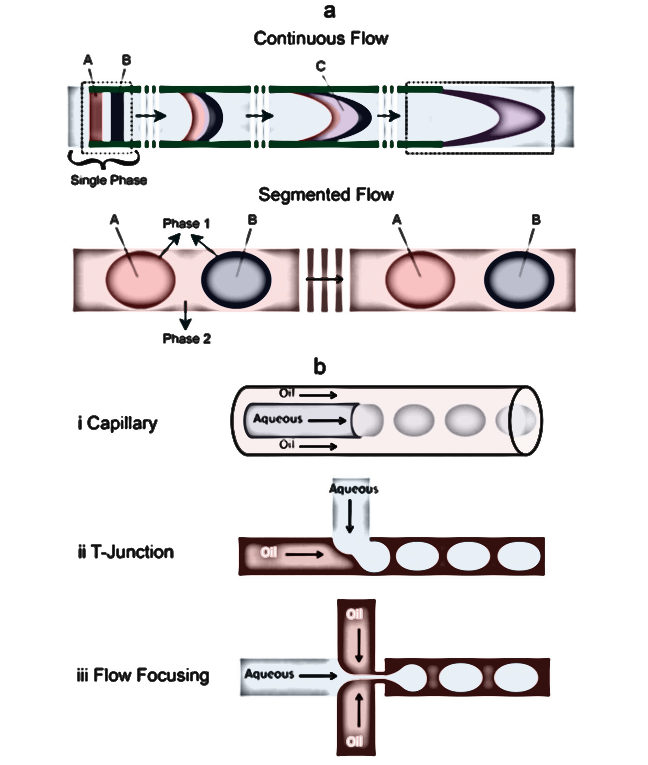 a
Continuous Flow
A B C
Single Phase
Segmented Flow
A Phase 1 B A B
Phase 2
b
i Capillary
Oil
Aqueous
Oil
ii T-Junction
Aqueous
Oil
iii Flow Focusing
Oil
Aqueous
Oil